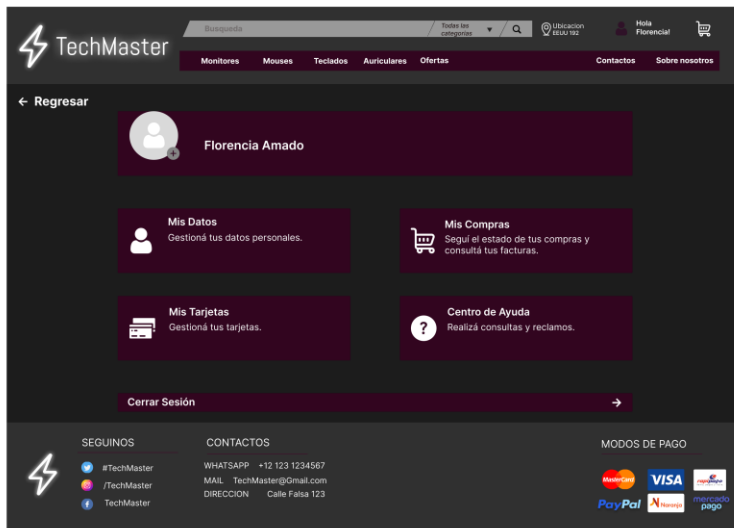 TechMaster
Busqueda
Todas las
categorias
Ubicacion
EEUU 192
Hola
Florencia!
Monitores Mouses Teclados Auriculares Ofertas Contactos Sobre nosotros
← Regresar
Florencia Amado
Mis Datos
Gestioná tus datos personales.
Mis Compras
Seguí el estado de tus compras y
consultá tus facturas.
Mis Tarjetas
Gestioná tus tarjetas.
Centro de Ayuda
Realizá consultas y reclamos.
Cerrar Sesión →
SEGUINOS
#TechMaster
/TechMaster
TechMaster
CONTACTOS
WHATSAPP +12 123 1234567
MAIL TechMaster@Gmail.com
DIRECCION Calle Falsa 123
MODOS DE PAGO
MasterCard VISA rapipago
PayPal Naranja mercado
pago